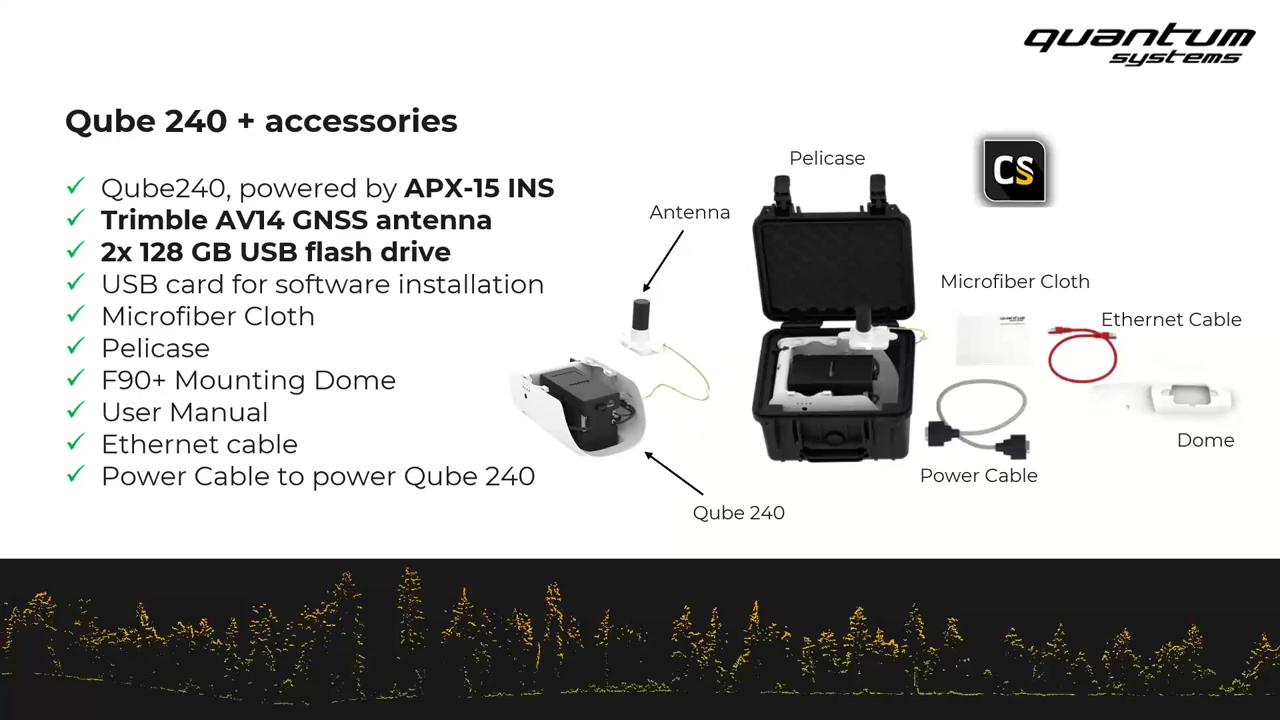 quantum
systems
Qube 240 + accessories
Qube240, powered by APX-15 INS
Trimble AV14 GNSS antenna
2x 128 GB USB flash drive
USB card for software installation
Microfiber Cloth
Pelicase
F90+ Mounting Dome
User Manual
Ethernet cable
Power Cable to power Qube 240
Pelicase
CS
Antenna
Microfiber Cloth
quantum
Ethernet Cable
Dome
Power Cable
Qube 240